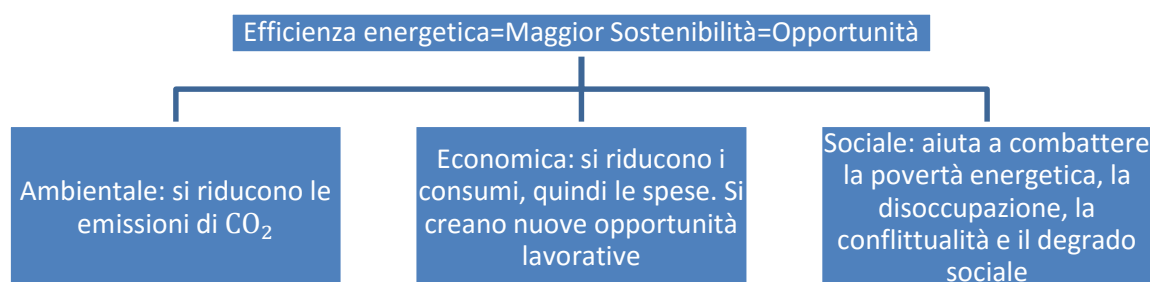 Efficienza energetica=Maggior Sostenibilità=Opportunità
Ambientale: si riducono le
emissioni di CO₂
Economica: si riducono i
consumi, quindi le spese. Si
creano nuove opportunità
lavorative
Sociale: aiuta a combattere
la povertà energetica, la
disoccupazione, la
conflittualità e il degrado
sociale